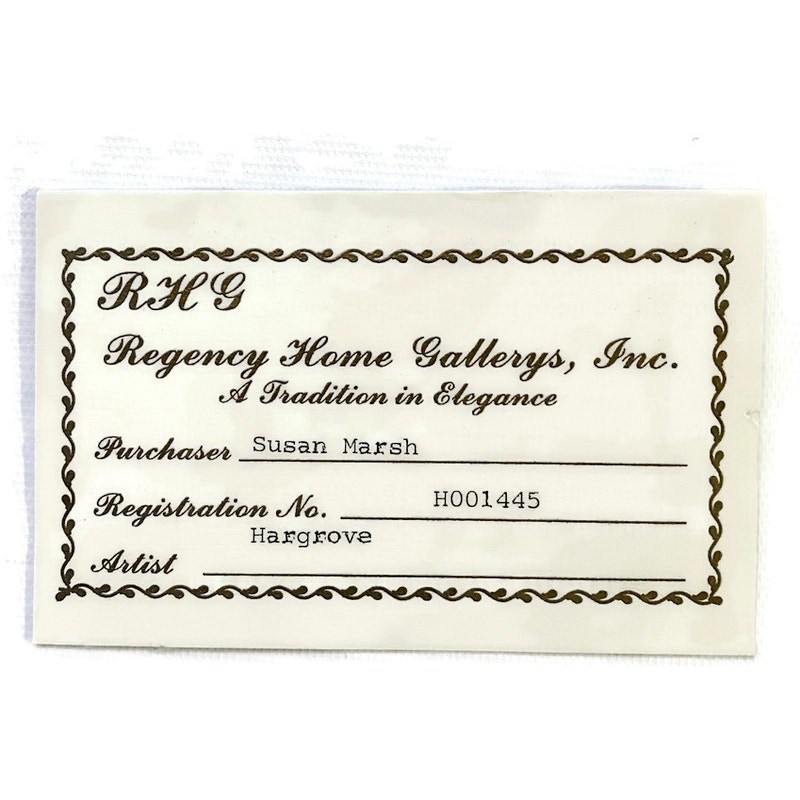 RHG
Regency Home Gallerys, Inc.
A Tradition in Elegance
Purchaser Susan Marsh
Registration No. H001445
Hargrove
Artist